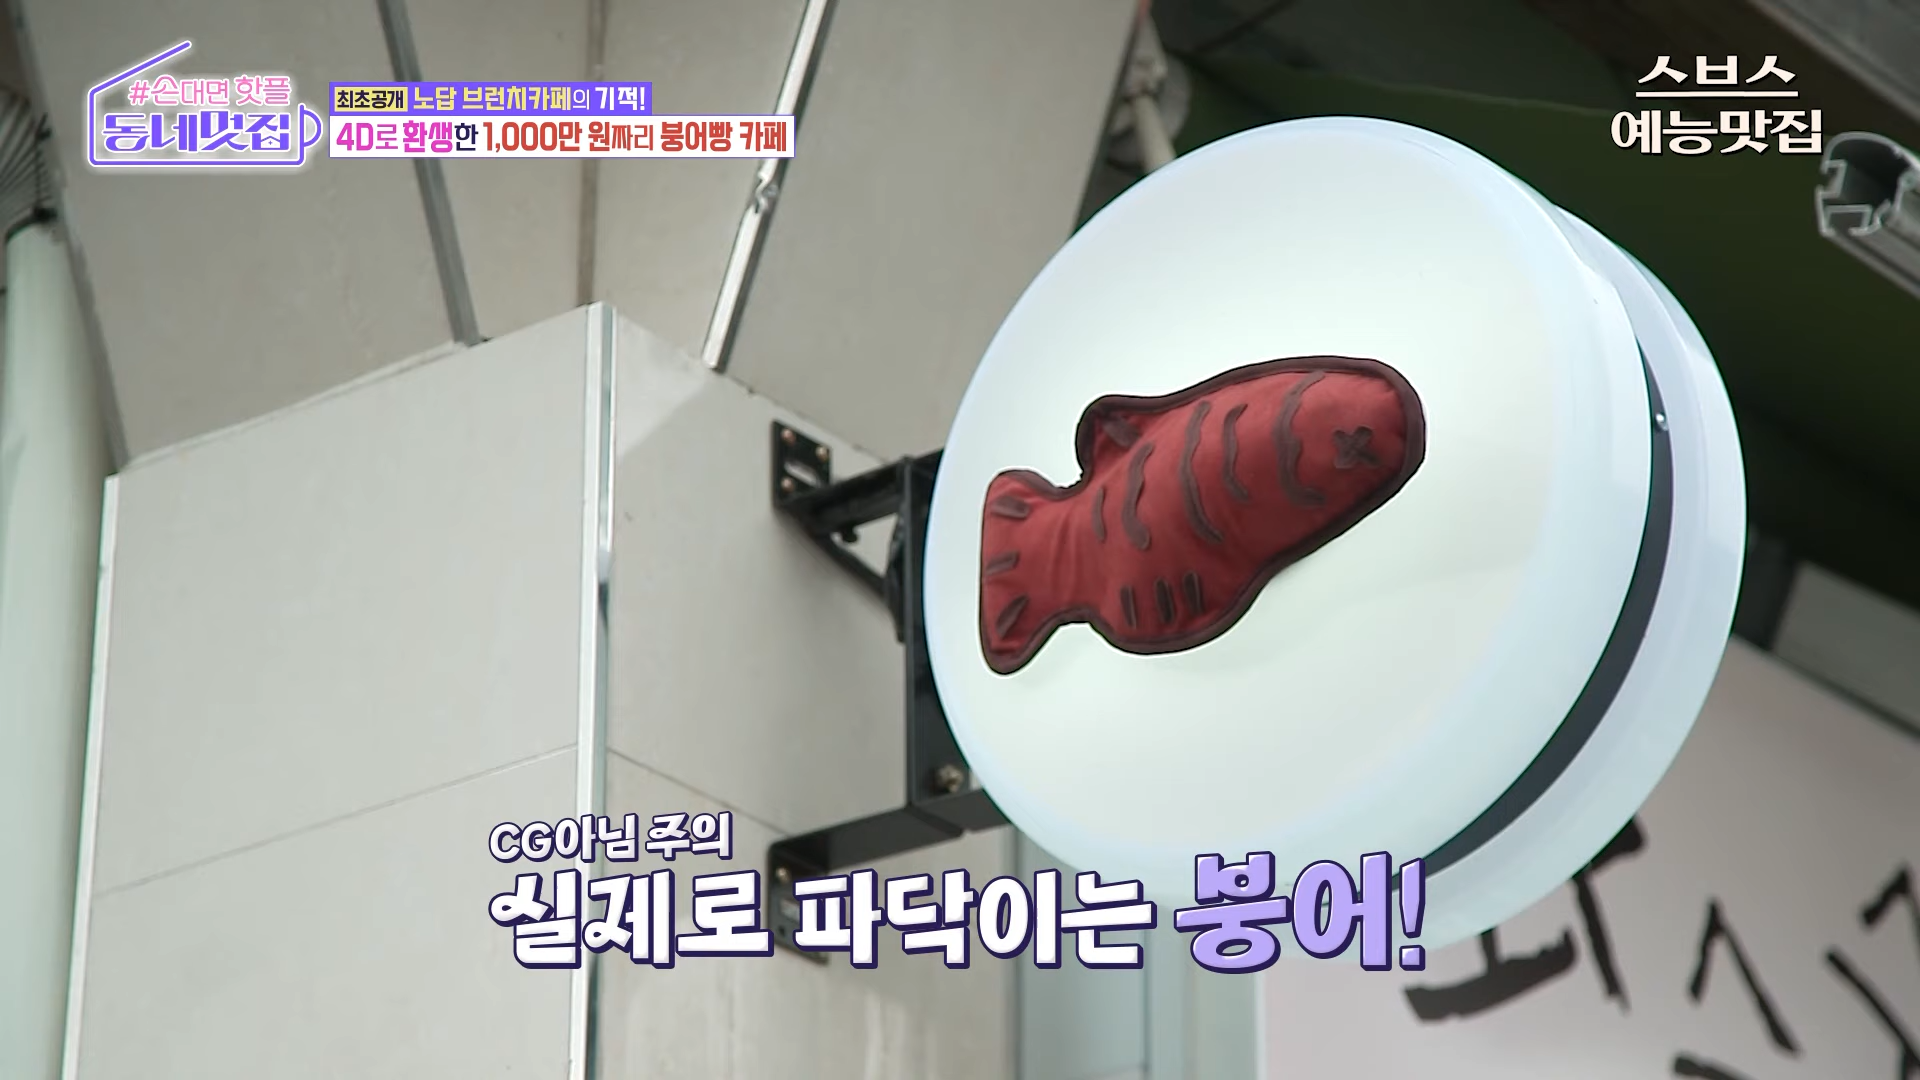 #손대면 핫플
동네멋집
최초공개 노답 브런치카페의 기적!
4D로 환생한 1,000만 원짜리 붕어빵 카페
스브스
예능맛집
CG아님 주의
실제로 파닥이는 붕어!